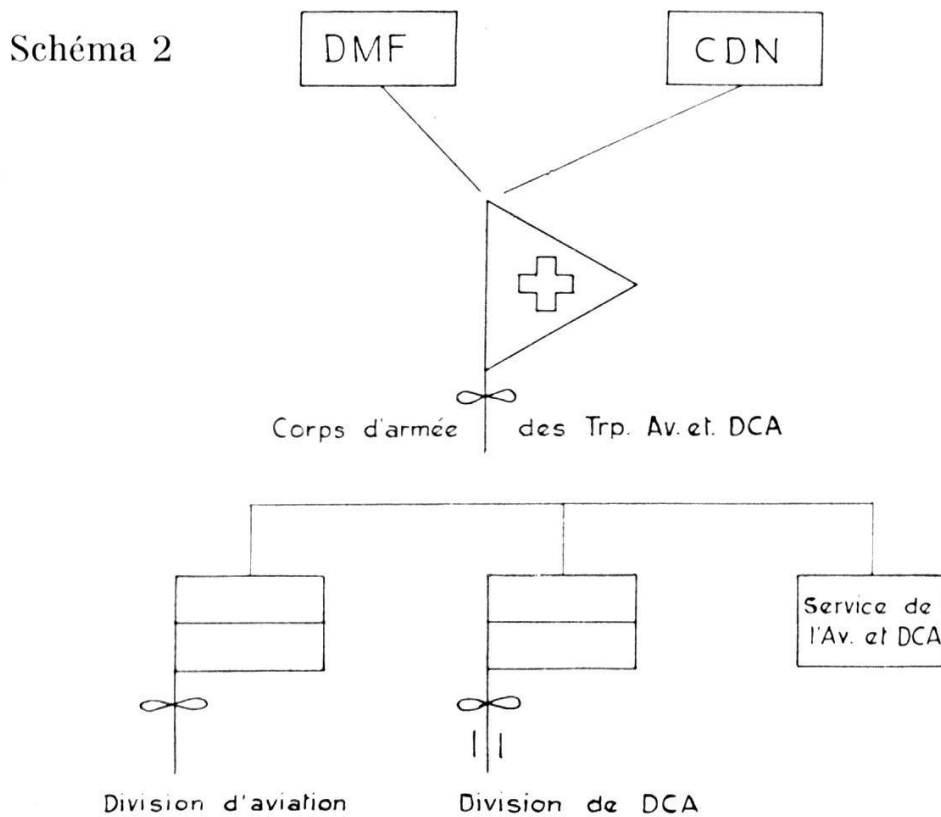 Schéma 2
DMF
CDN
Corps d'armée des Trp. Av. et. DCA
Service de
l'Av. et DCA
Division d'aviation
Division de DCA